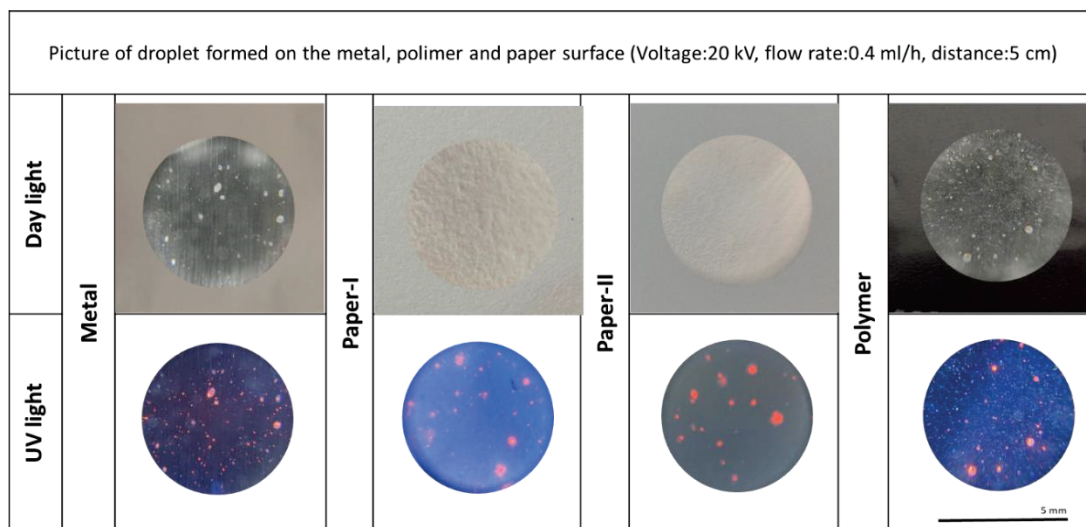 Picture of droplet formed on the metal, polimer and paper surface (Voltage:20 kV, flow rate:0.4 ml/h, distance:5 cm)
Day light
Metal
Paper-I
Paper-II
Polymer
UV light
5 mm